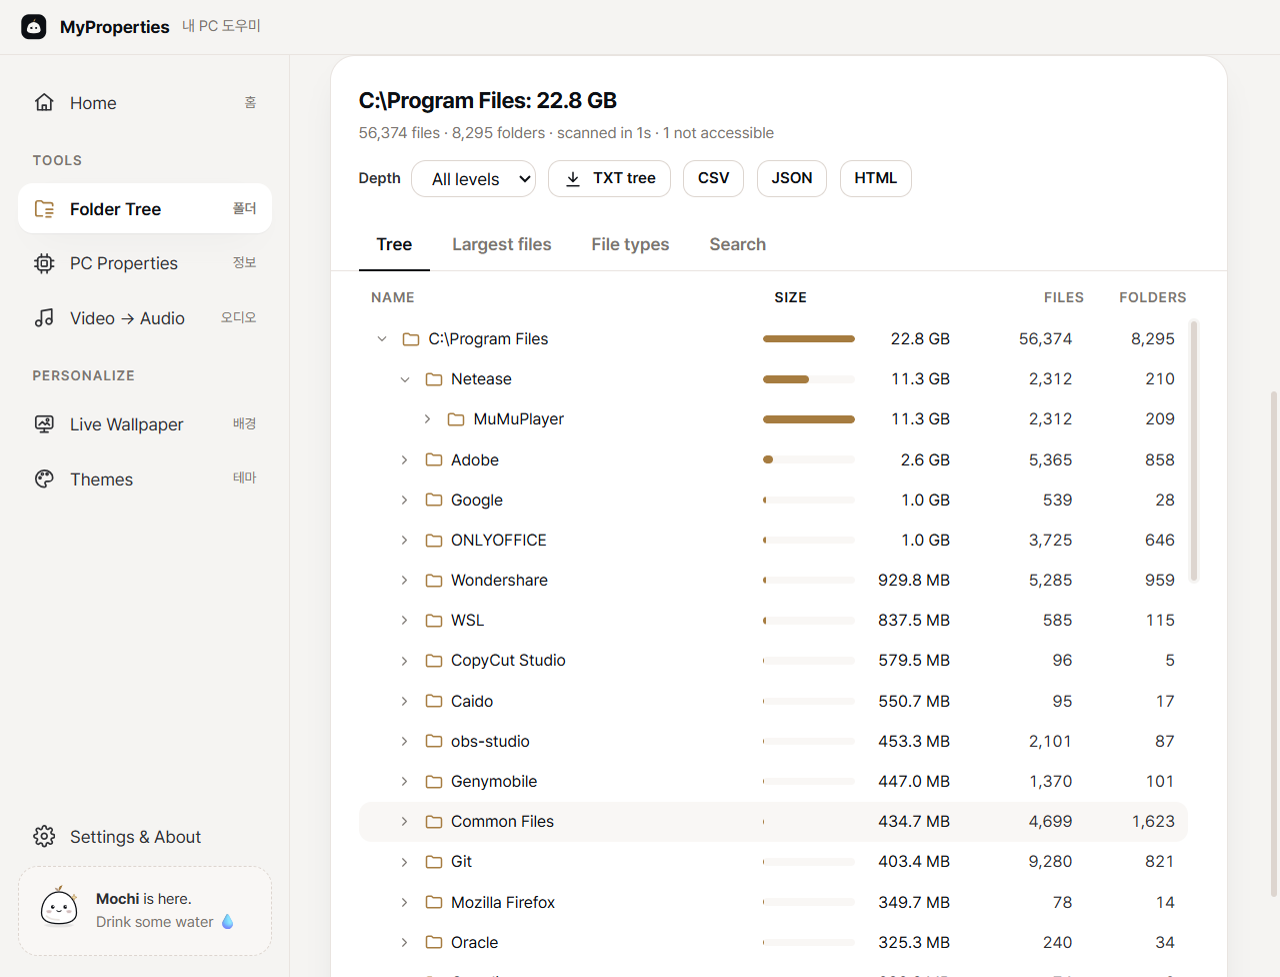 MyProperties 내 PC 도우미
Home 홈
TOOLS
Folder Tree 폴더
PC Properties 정보
Video → Audio 오디오
PERSONALIZE
Live Wallpaper 배경
Themes 테마
Settings & About
Mochi is here.
Drink some water 💧
C:\Program Files: 22.8 GB
56,374 files · 8,295 folders · scanned in 1s · 1 not accessible
Depth All levels TXT tree CSV JSON HTML
Tree Largest files File types Search
NAME SIZE FILES FOLDERS
C:\Program Files 22.8 GB 56,374 8,295
Netease 11.3 GB 2,312 210
MuMuPlayer 11.3 GB 2,312 209
Adobe 2.6 GB 5,365 858
Google 1.0 GB 539 28
ONLYOFFICE 1.0 GB 3,725 646
Wondershare 929.8 MB 5,285 959
WSL 837.5 MB 585 115
CopyCut Studio 579.5 MB 96 5
Caido 550.7 MB 95 17
obs-studio 453.3 MB 2,101 87
Genymobile 447.0 MB 1,370 101
Common Files 434.7 MB 4,699 1,623
Git 403.4 MB 9,280 821
Mozilla Firefox 349.7 MB 78 14
Oracle 325.3 MB 240 34